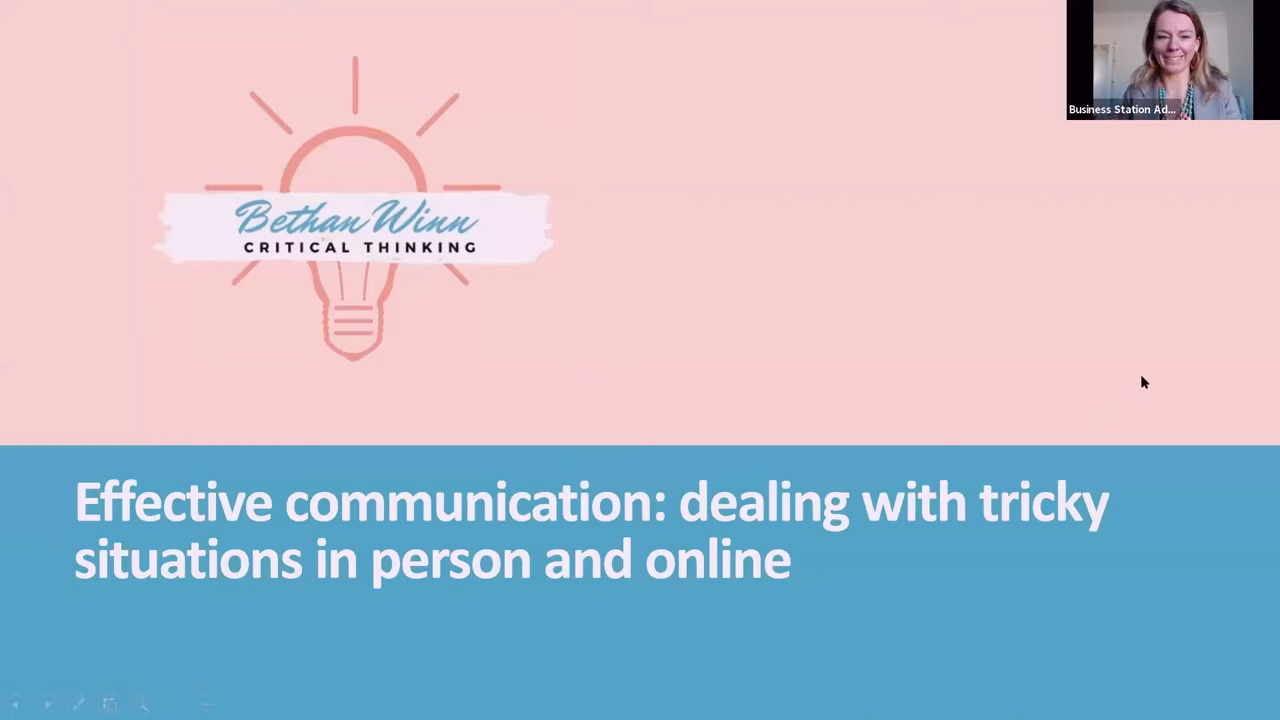 Business Station Ad...
Bethan Winn
CRITICAL THINKING
Effective communication: dealing with tricky
situations in person and online